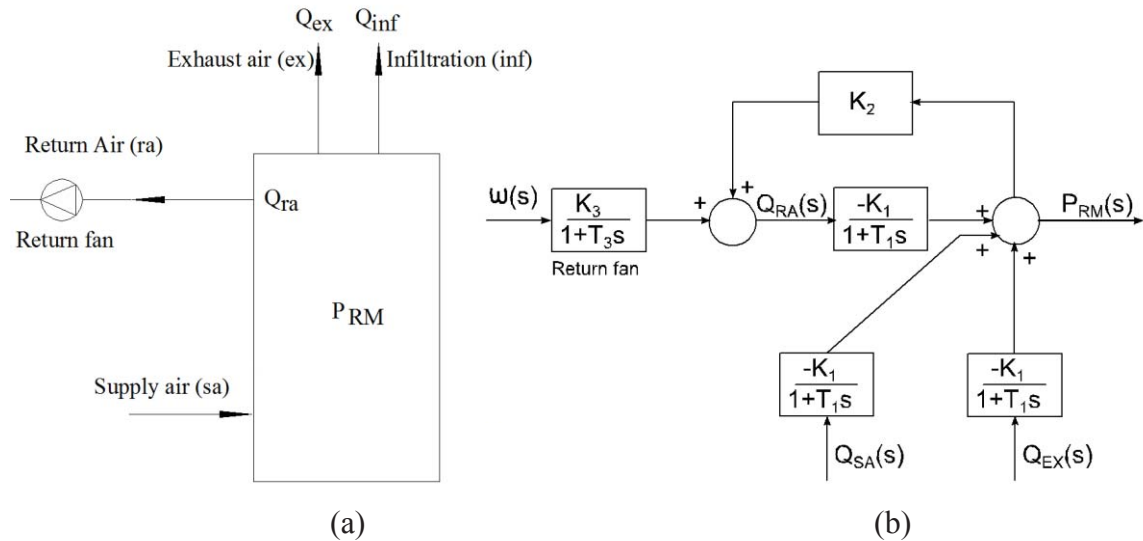 Q_ex
Q_inf
Exhaust air (ex)
Infiltration (inf)
Return Air (ra)
Q_ra
Return fan
P_RM
Supply air (sa)
(a)
K_2
ω(s)
K_3
1+T_3s
Return fan
+
+
Q_RA(s)
-K_1
1+T_1s
+
+
+
P_RM(s)
-K_1
1+T_1s
-K_1
1+T_1s
Q_SA(s)
Q_EX(s)
(b)